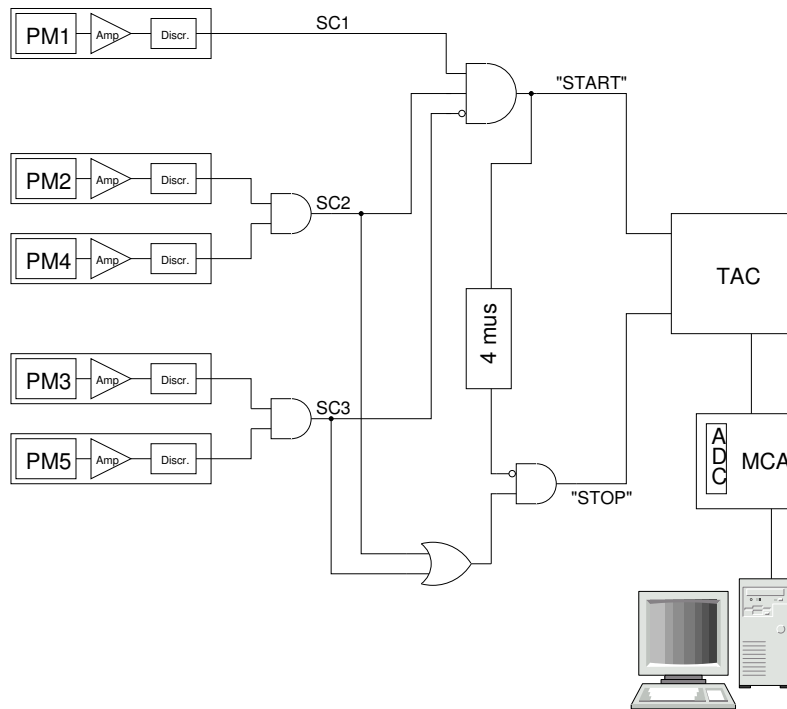 PM1 Amp Discr. SC1
"START"
PM2 Amp Discr. SC2
PM4 Amp Discr.
TAC
4 mus
PM3 Amp Discr. SC3
PM5 Amp Discr.
ADC MCA
"STOP"